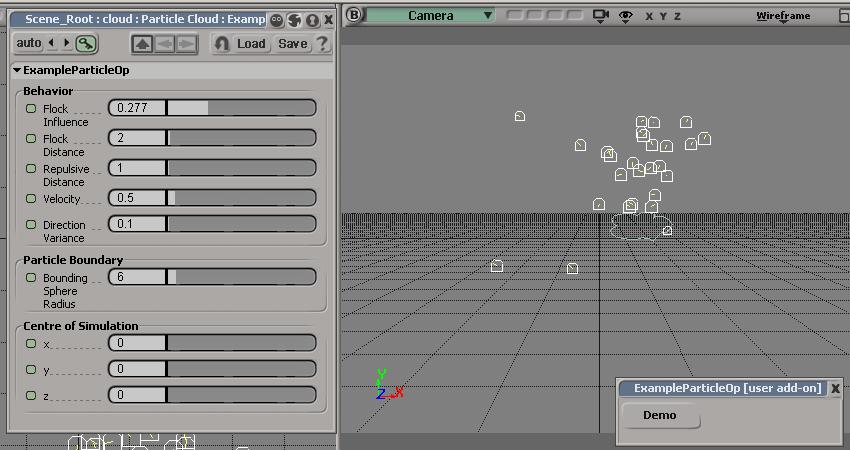 Scene_Root : cloud : Particle Cloud : Examp
auto
Load
Save
?
X
ExampleParticleOp
Behavior
Flock Influence
0.277
Flock Distance
2
Repulsive Distance
1
Velocity
0.5
Direction Variance
0.1
Particle Boundary
Bounding Sphere Radius
6
Centre of Simulation
x
0
y
0
z
0
B
Camera
X Y Z
Wireframe
Y
Z
X
ExampleParticleOp [user add-on]
X
Demo